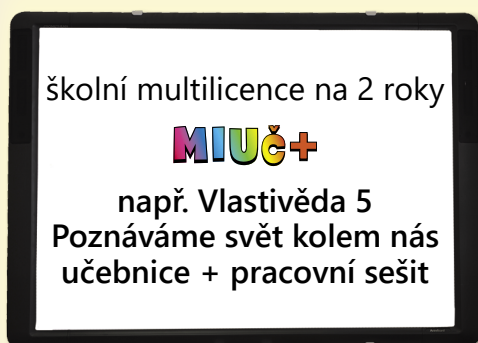 školní multilicence na 2 roky
MIUč+
např. Vlastivěda 5
Poznáváme svět kolem nás
učebnice + pracovní sešit